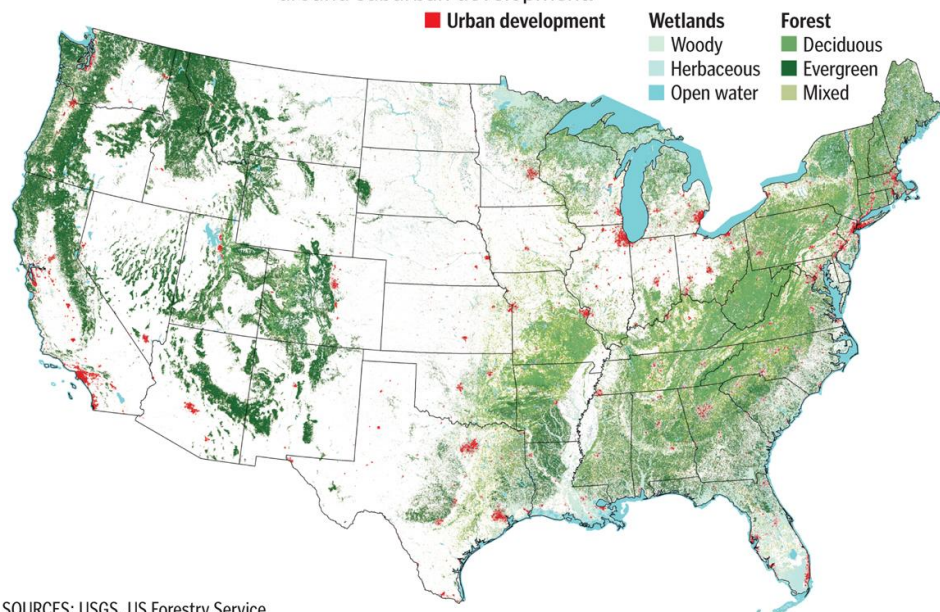 Urban development
Wetlands
Woody
Herbaceous
Open water
Forest
Deciduous
Evergreen
Mixed
SOURCES: USGS, US Forestry Service